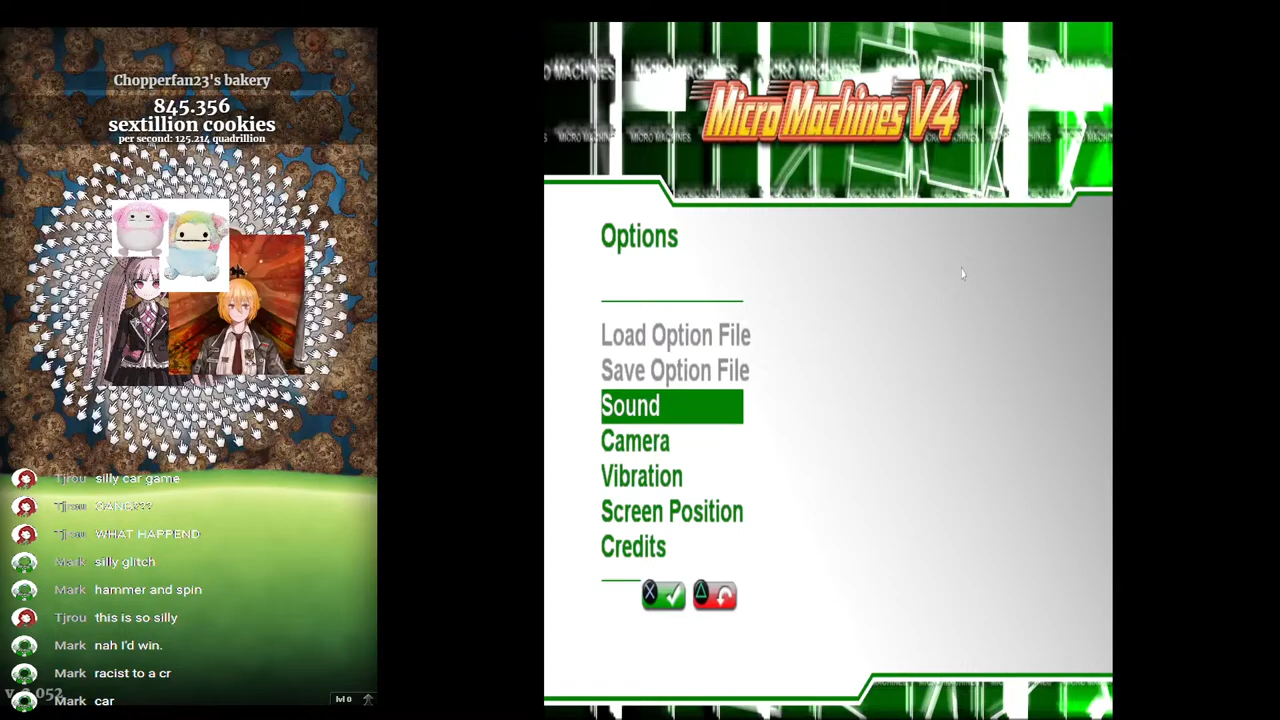 Chopperfan23's bakery
845.356
sextillion cookies
per second: 125.214 quadrillion
Tjrou silly car game
Tjrou
Tjrou WHAT HAPPEND
Mark silly glitch
Mark hammer and spin
Tjrou this is so silly
Mark nah I'd win.
Mark racist to a cr
Mark car
lvl 0
MICRO MACHINES
Micro Machines V4
Options
Load Option File
Save Option File
Sound
Camera
Vibration
Screen Position
Credits